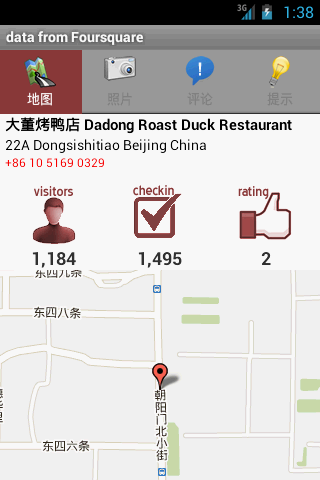 3G 1:38
data from Foursquare
地图 照片 评论 提示
大董烤鸭店 Dadong Roast Duck Restaurant
22A Dongsishitiao Beijing China
+86 10 5169 0329
visitors checkin rating
1,184 1,495 2
东四九条
东四八条
朝阳门北小街
东四六条